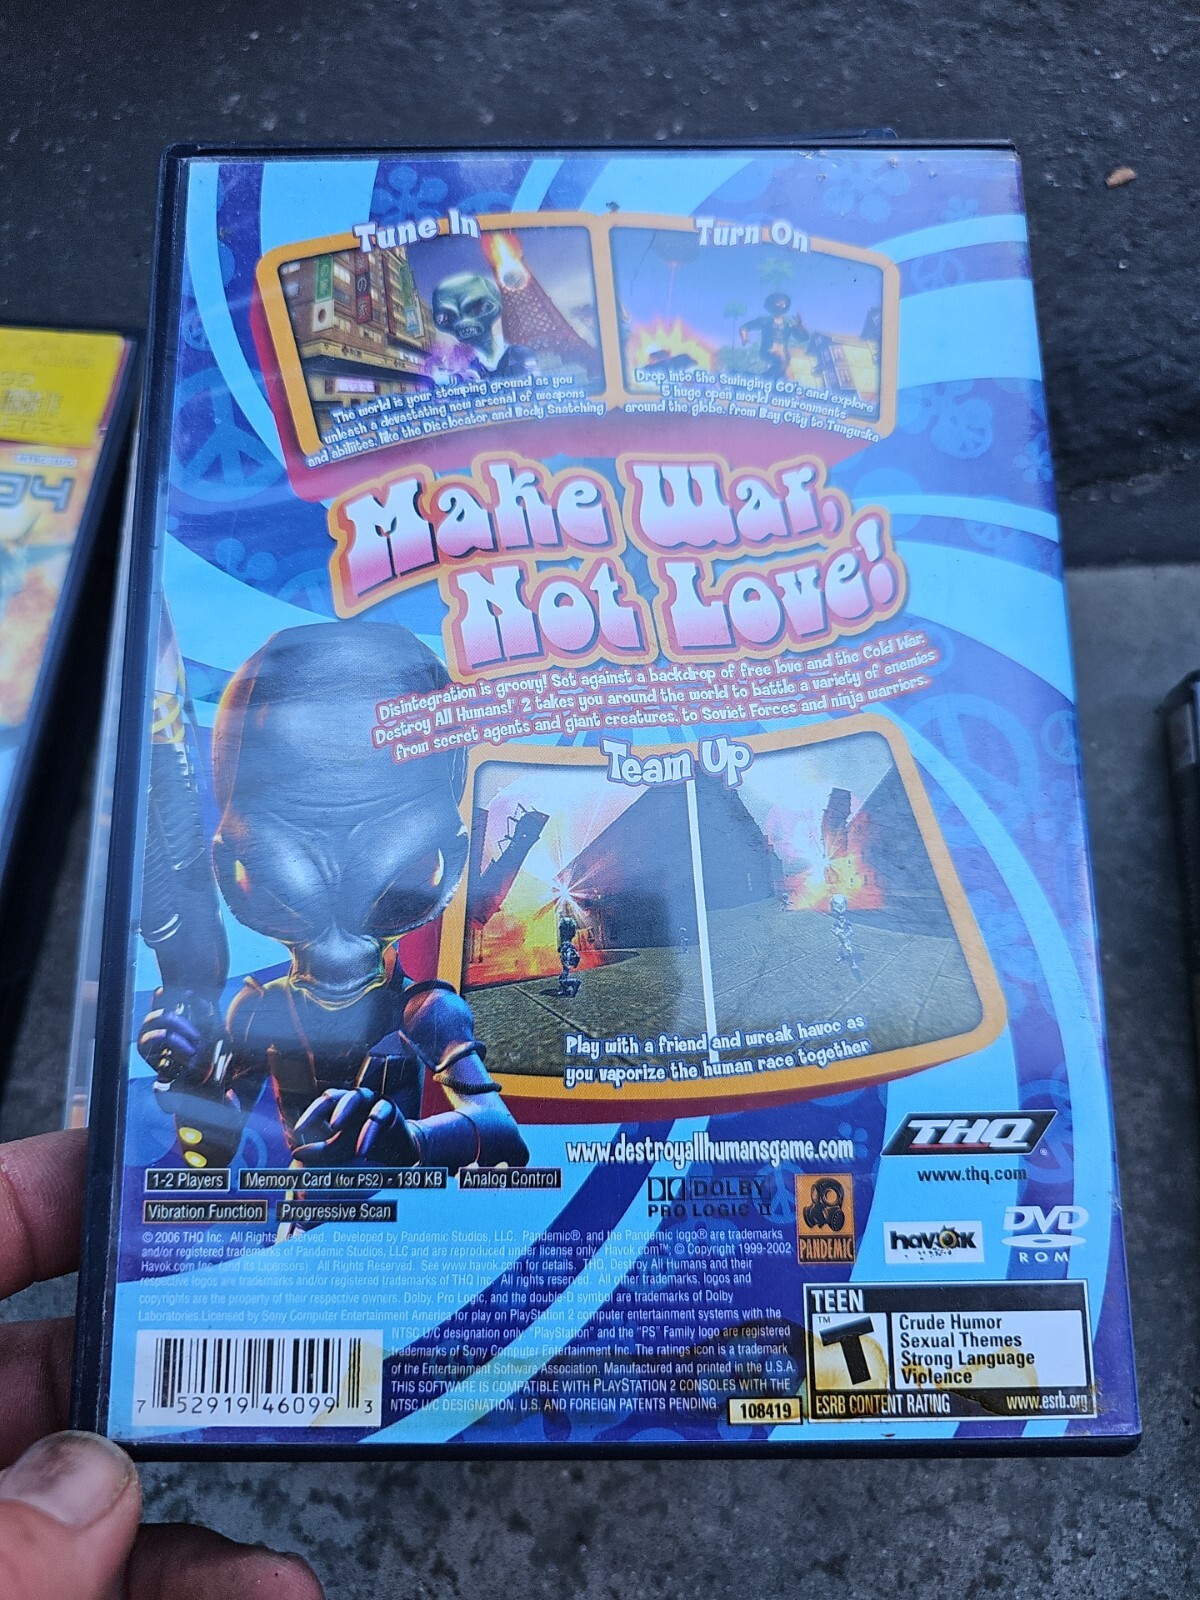 Tune In
Turn On
The world is your stomping ground as you
unleash a devastating new arsenal of weapons
and abilities, like the Dislocator and Body Snatching
Drop into the Swinging 60's and explore
5 huge open world environments
around the globe, from Bay City to Tunguska
Make War,
Not Love!
Disintegration is groovy! Set against a backdrop of free love and the Cold War.
Destroy All Humans!® 2 takes you around the world to battle a variety of enemies
from secret agents and giant creatures, to Soviet Forces and ninja warriors.
Team Up
Play with a friend and wreak havoc as
you vaporize the human race together
www.destroyallhumansgame.com
THQ
www.thq.com
1-2 Players
Memory Card (for PS2) - 130 KB
Analog Control
Vibration Function
Progressive Scan
DOLBY
PRO LOGIC II
PANDEMIC
havok
DVD
ROM
© 2006 THQ Inc. All Rights Reserved. Developed by Pandemic Studios, LLC. Pandemic® and the Pandemic logo® are trademarks
and/or registered trademarks of Pandemic Studios, LLC and are reproduced under license only. Havok.com™; © Copyright 1999-2002
Havok.com Inc. (and its Licensors). All Rights Reserved. See www.havok.com for details. THQ, Destroy All Humans and their
respective logos are trademarks and/or registered trademarks of THQ Inc. All rights reserved. All other trademarks, logos and
copyrights are the property of their respective owners. Dolby, Pro Logic, and the double-D symbol are trademarks of Dolby
Laboratories. Licensed by Sony Computer Entertainment America for play on PlayStation 2 computer entertainment systems with the
NTSC U/C designation only. "PlayStation" and the "PS" Family logo are registered
trademarks of Sony Computer Entertainment Inc. The ratings icon is a trademark
of the Entertainment Software Association. Manufactured and printed in the U.S.A.
THIS SOFTWARE IS COMPATIBLE WITH PLAYSTATION 2 CONSOLES WITH THE
NTSC U/C DESIGNATION. U.S. AND FOREIGN PATENTS PENDING.
108419
7 52919 46099 3
TEEN
T
™
Crude Humor
Sexual Themes
Strong Language
Violence
ESRB CONTENT RATING
www.esrb.org